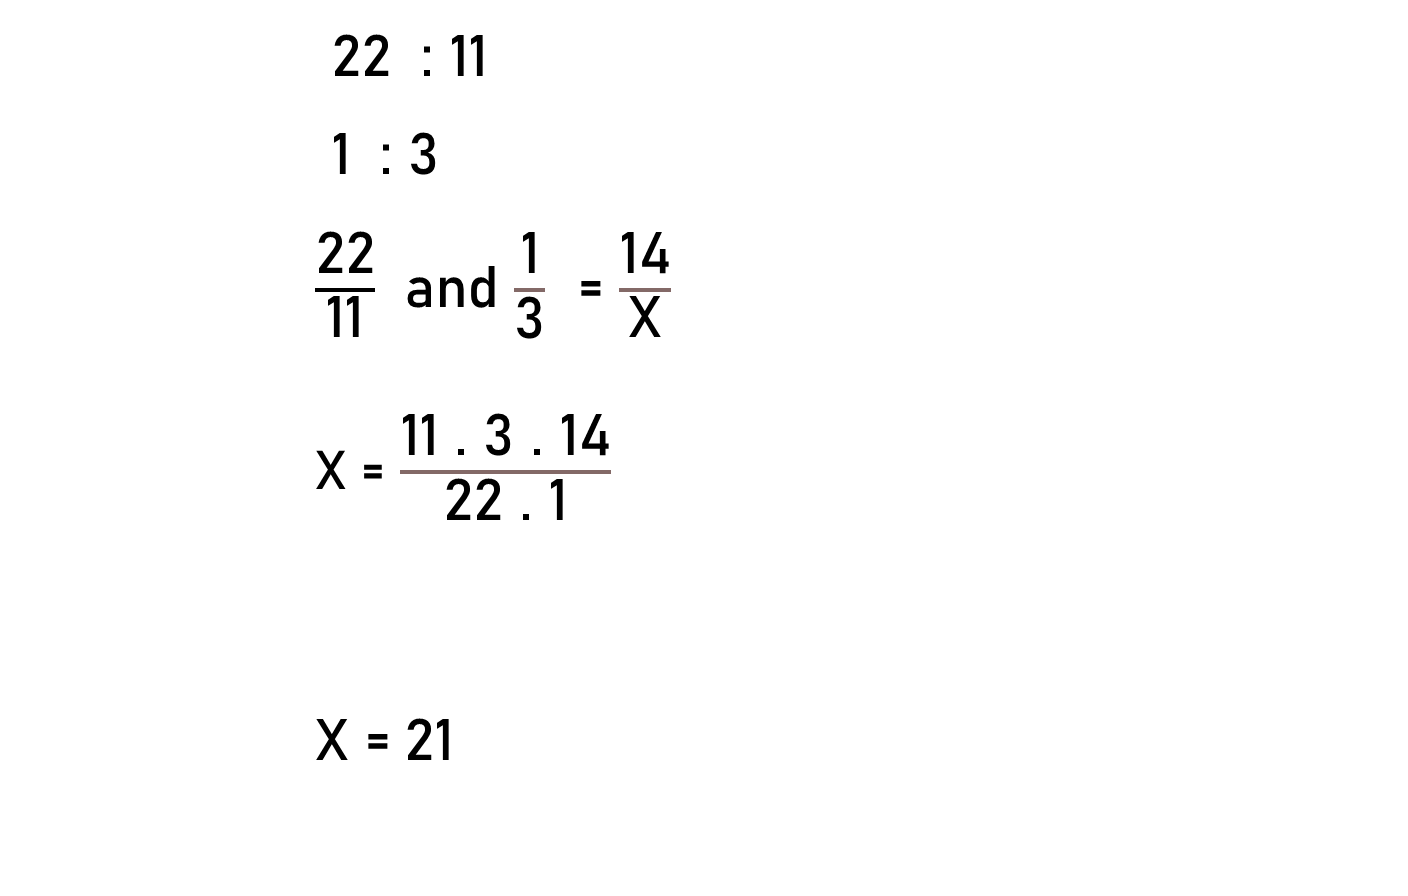 22 : 11
1 : 3
22/11 and 1/3 = 14/X
X = 11 . 3 . 14 / 22 . 1
X = 21